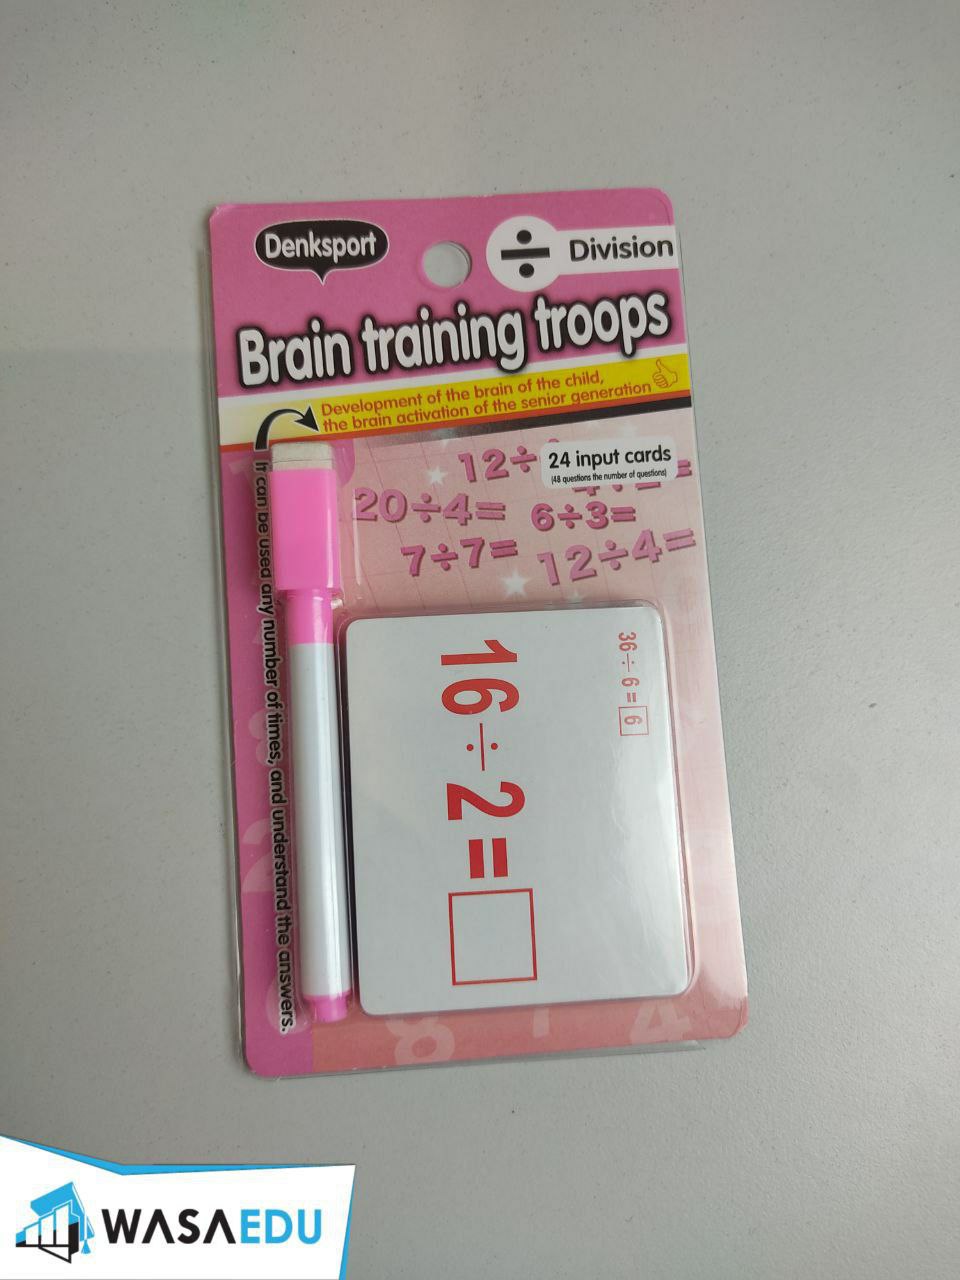 Denksport
÷ Division
Brain training troops
Development of the brain of the child,
the brain activation of the senior generation
It can be used any number of times, and understand the answers.
12÷
24 input cards
(48 questions the number of questions)
20÷4=
6÷3=
7÷7=
12÷4=
36÷6=6
16÷2=
8
4
WASAEDU